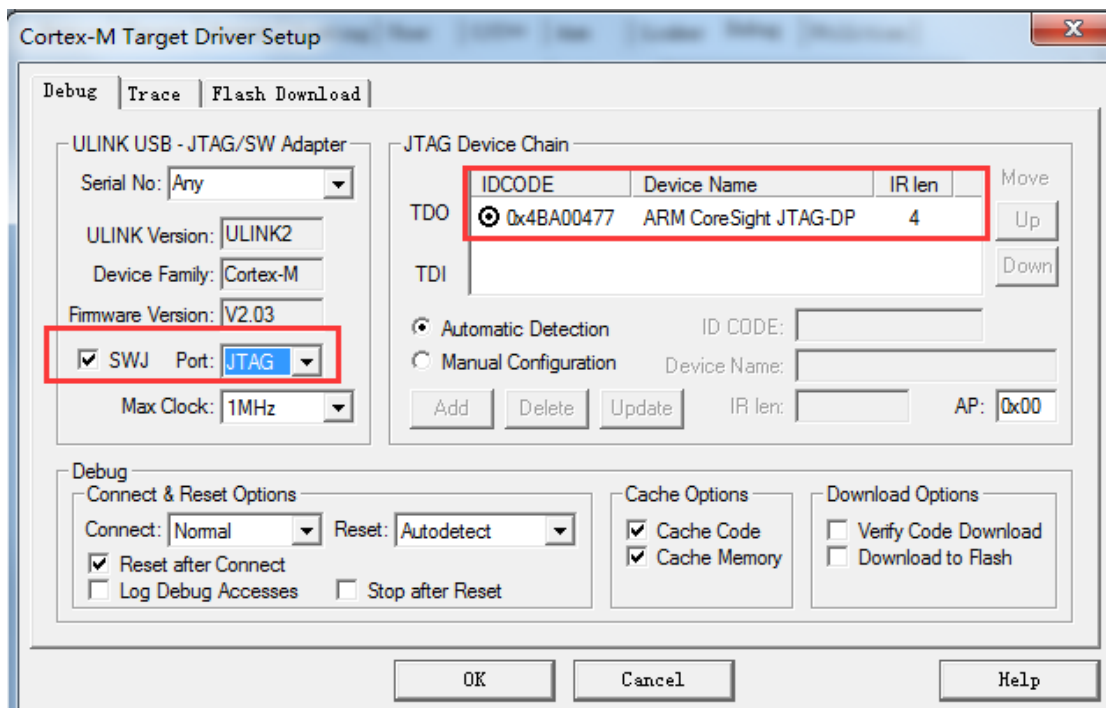 Cortex-M Target Driver Setup
Debug Trace Flash Download
ULINK USB - JTAG/SW Adapter
Serial No: Any
ULINK Version: ULINK2
Device Family: Cortex-M
Firmware Version: V2.03
SWJ Port: JTAG
Max Clock: 1MHz
JTAG Device Chain
IDCODE Device Name IR len
TDO 0x4BA00477 ARM CoreSight JTAG-DP 4
TDI
Move
Up
Down
Automatic Detection ID CODE:
Manual Configuration Device Name:
Add Delete Update IR len: AP: 0x00
Debug
Connect & Reset Options
Connect: Normal Reset: Autodetect
Reset after Connect
Log Debug Accesses Stop after Reset
Cache Options
Cache Code
Cache Memory
Download Options
Verify Code Download
Download to Flash
OK Cancel Help